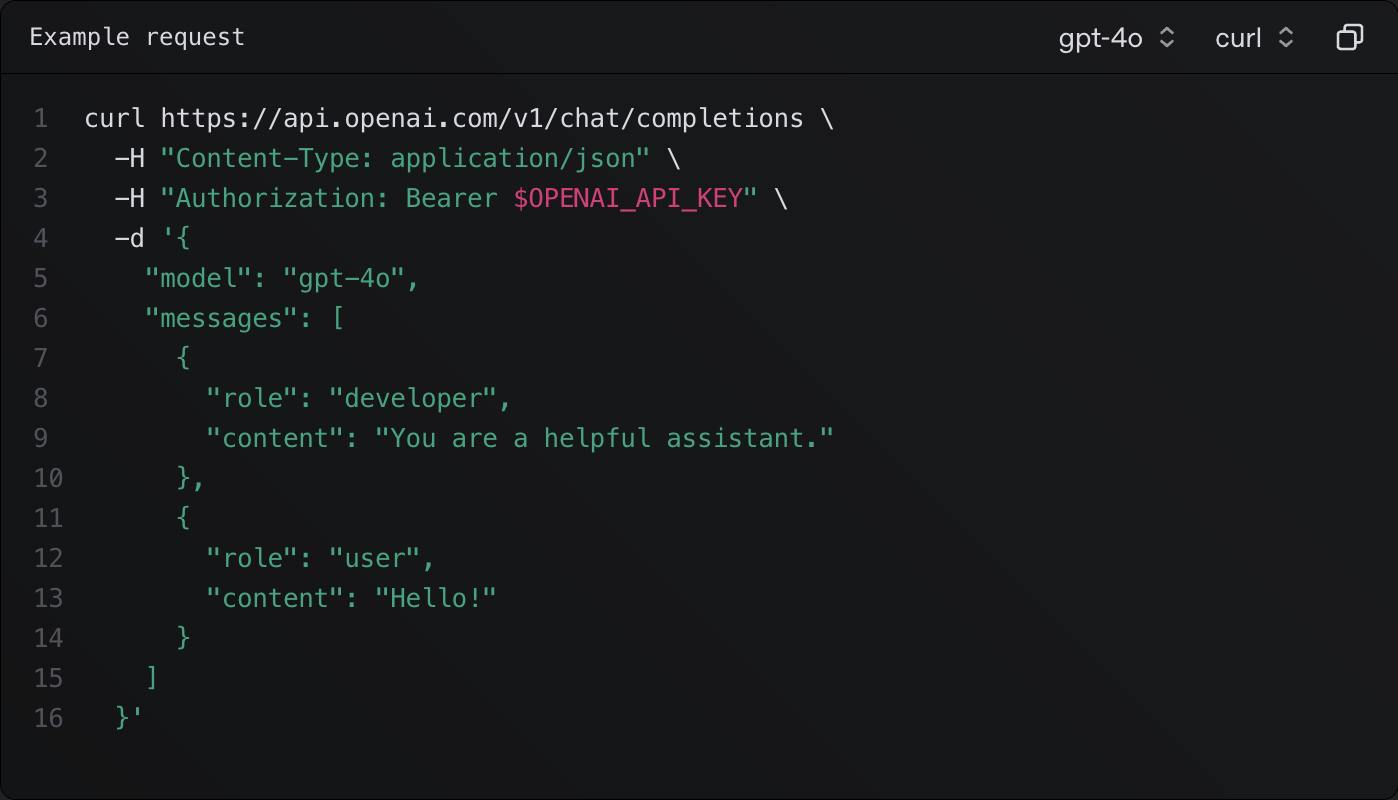 Example request
gpt-4o
curl
1 curl https://api.openai.com/v1/chat/completions \
2   -H "Content-Type: application/json" \
3   -H "Authorization: Bearer $OPENAI_API_KEY" \
4   -d '{
5     "model": "gpt-4o",
6     "messages": [
7       {
8         "role": "developer",
9         "content": "You are a helpful assistant."
10       },
11       {
12         "role": "user",
13         "content": "Hello!"
14       }
15     ]
16   }'